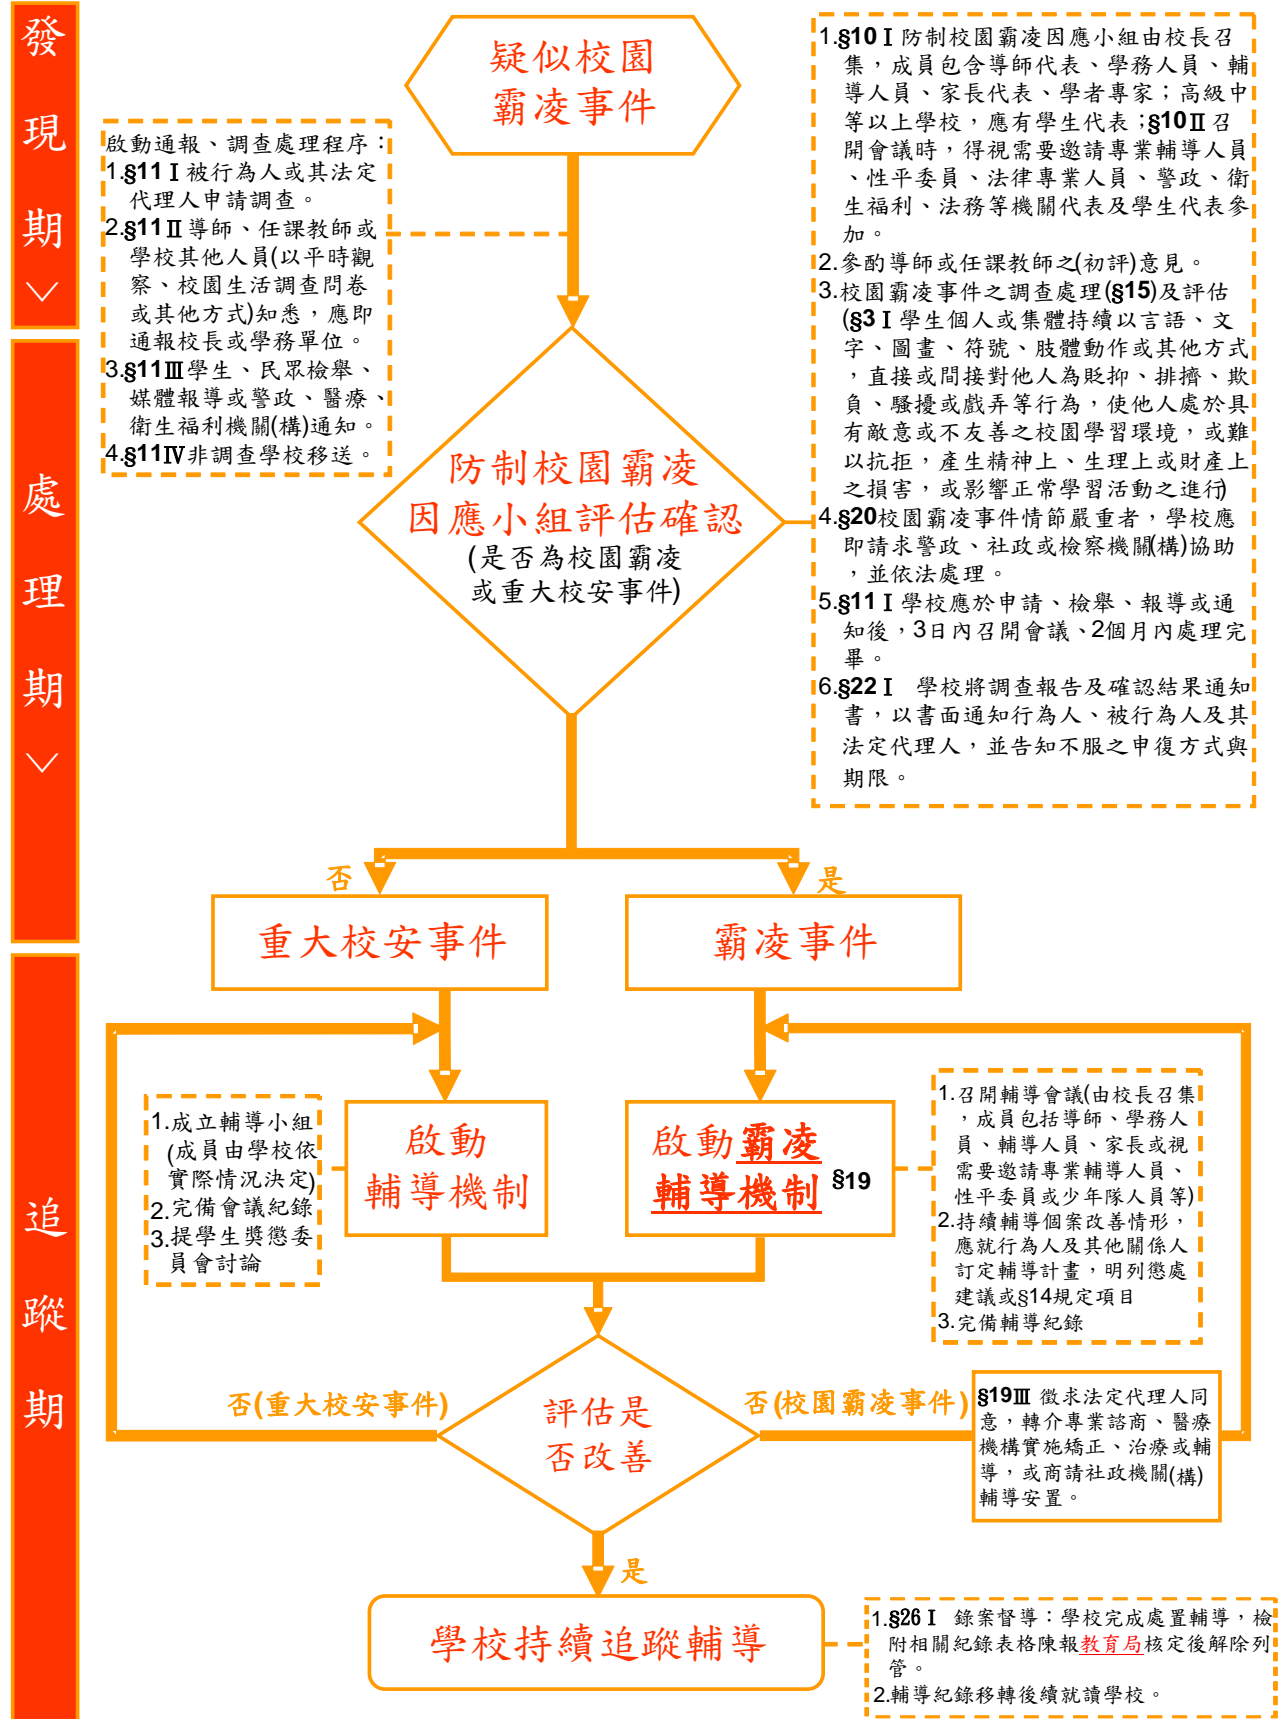 發
現
期
﹀
處
理
期
﹀
追
蹤
期
疑似校園
霸凌事件
啟動通報、調查處理程序：
1.§11Ⅰ被行為人或其法定
代理人申請調查。
2.§11Ⅱ導師、任課教師或
學校其他人員(以平時觀
察、校園生活調查問卷
或其他方式)知悉，應即
通報校長或學務單位。
3.§11Ⅲ學生、民眾檢舉、
媒體報導或警政、醫療、
衛生福利機關(構)通知。
4.§11Ⅳ非調查學校移送。
1.§10Ⅰ防制校園霸凌因應小組由校長召
集，成員包含導師代表、學務人員、輔
導人員、家長代表、學者專家；高級中
等以上學校，應有學生代表；§10Ⅱ召
開會議時，得視需要邀請專業輔導人員
、性平委員、法律專業人員、警政、衛
生福利、法務等機關代表及學生代表參
加。
2.參酌導師或任課教師之(初評)意見。
3.校園霸凌事件之調查處理(§15)及評估
(§3Ⅰ學生個人或集體持續以言語、文
字、圖畫、符號、肢體動作或其他方式
，直接或間接對他人為貶抑、排擠、欺
負、騷擾或戲弄等行為，使他人處於具
有敵意或不友善之校園學習環境，或難
以抗拒，產生精神上、生理上或財產上
之損害，或影響正常學習活動之進行)
4.§20校園霸凌事件情節嚴重者，學校應
即請求警政、社政或檢察機關(構)協助
，並依法處理。
5.§11Ⅰ學校應於申請、檢舉、報導或通
知後，3日內召開會議、2個月內處理完
畢。
6.§22Ⅰ 學校將調查報告及確認結果通知
書，以書面通知行為人、被行為人及其
法定代理人，並告知不服之申復方式與
期限。
防制校園霸凌
因應小組評估確認
(是否為校園霸凌
或重大校安事件)
否
是
重大校安事件
霸凌事件
1.成立輔導小組
(成員由學校依
實際情況決定)
2.完備會議紀錄
3.提學生獎懲委
員會討論
啟動
輔導機制
啟動霸凌
輔導機制 §19
1.召開輔導會議(由校長召集
，成員包括導師、學務人
員、輔導人員、家長或視
需要邀請專業輔導人員、
性平委員或少年隊人員等)
2.持續輔導個案改善情形，
應就行為人及其他關係人
訂定輔導計畫，明列懲處
建議或§14規定項目
3.完備輔導紀錄
否(重大校安事件)
評估是
否改善
否(校園霸凌事件)
§19Ⅲ 徵求法定代理人同
意，轉介專業諮商、醫療
機構實施矯正、治療或輔
導，或商請社政機關(構)
輔導安置。
是
學校持續追蹤輔導
1.§26Ⅰ 錄案督導：學校完成處置輔導，檢
附相關紀錄表格陳報教育局核定後解除列
管。
2.輔導紀錄移轉後續就讀學校。